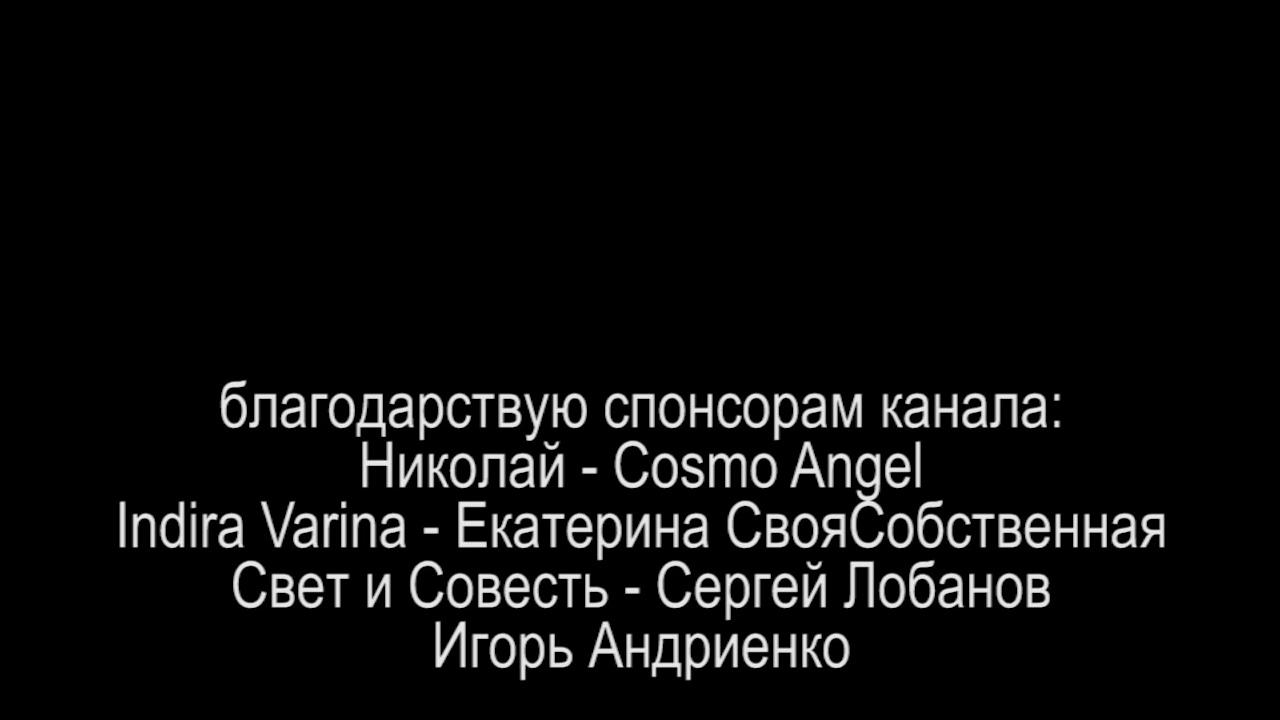 благодарствую спонсорам канала:
Николай - Cosmo Angel
Indira Varina - Екатерина СвояСобственная
Свет и Совесть - Сергей Лобанов
Игорь Андриенко